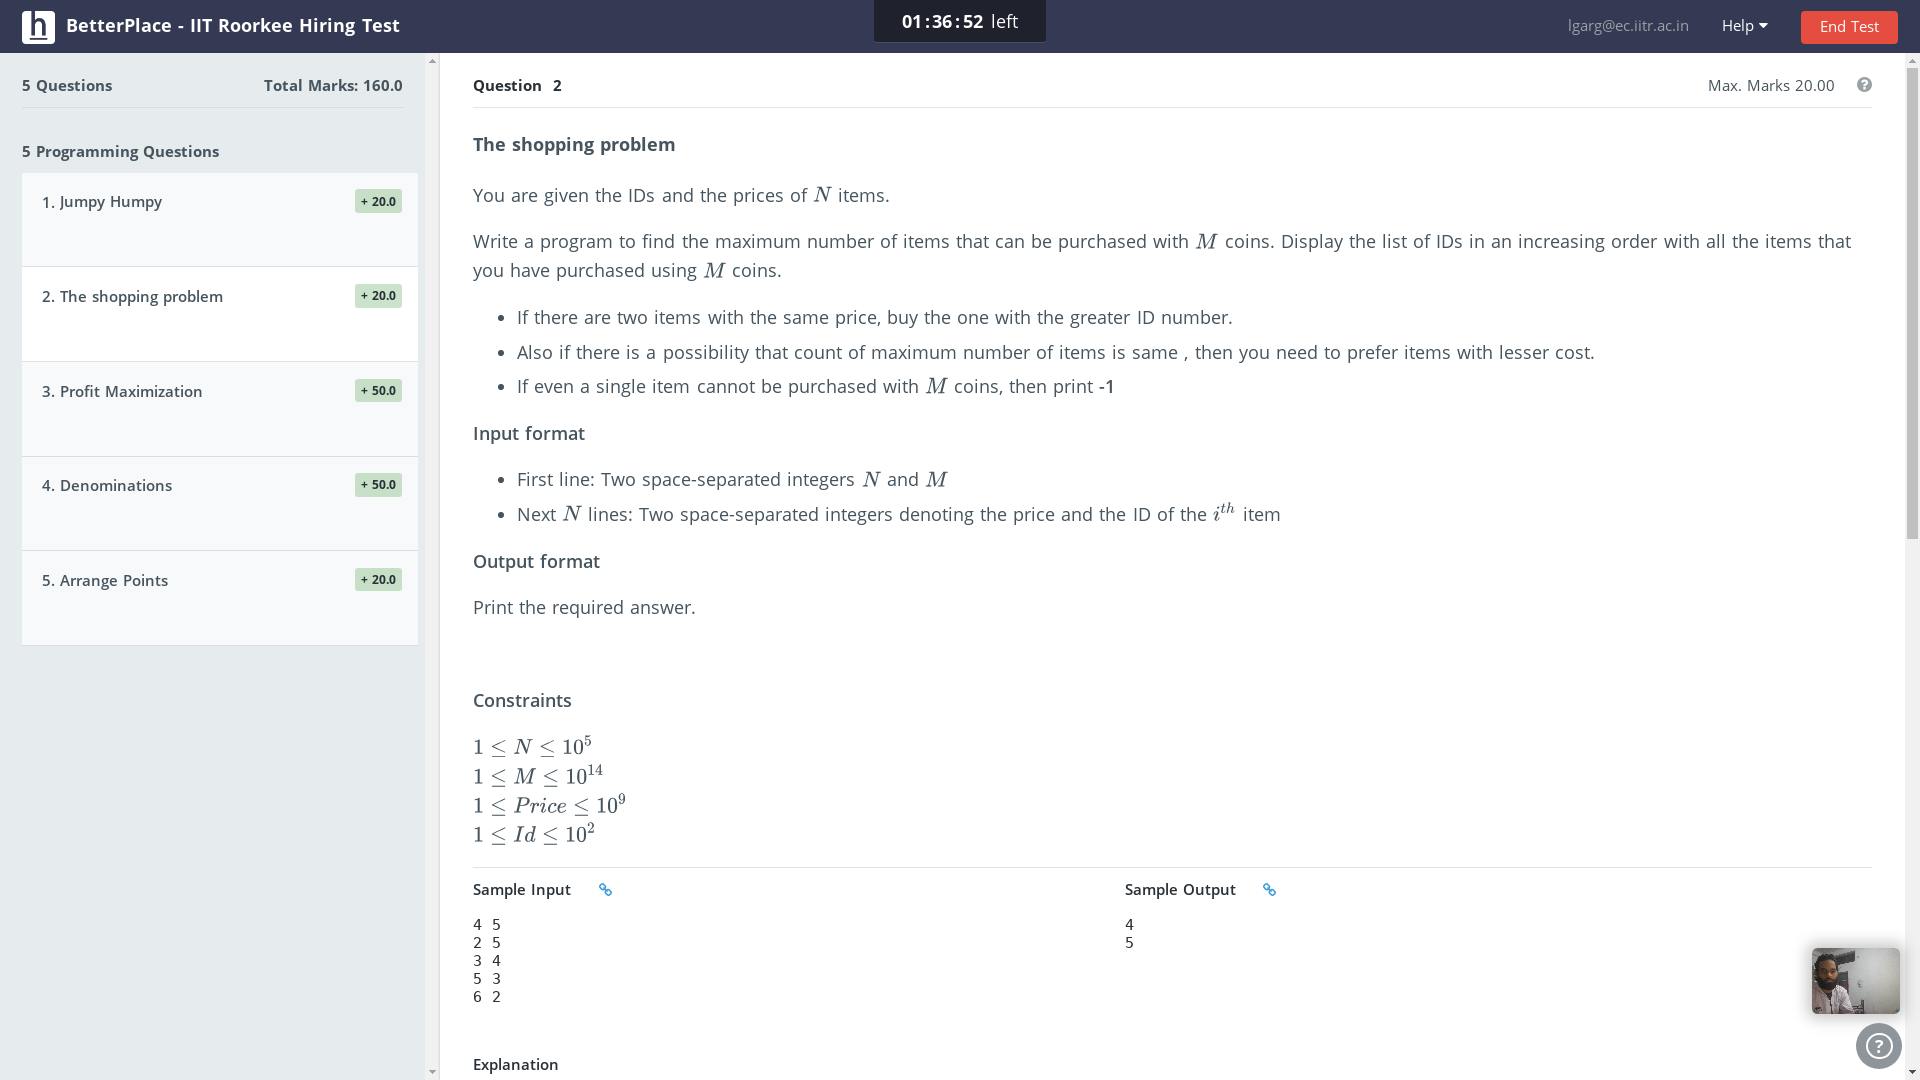 h BetterPlace - IIT Roorkee Hiring Test
01:36:52 left
lgarg@ec.iitr.ac.in Help End Test
5 Questions Total Marks: 160.0
5 Programming Questions
1. Jumpy Humpy + 20.0
2. The shopping problem + 20.0
3. Profit Maximization + 50.0
4. Denominations + 50.0
5. Arrange Points + 20.0
Question 2 Max. Marks 20.00 ?
The shopping problem
You are given the IDs and the prices of N items.
Write a program to find the maximum number of items that can be purchased with M coins. Display the list of IDs in an increasing order with all the items that
you have purchased using M coins.
• If there are two items with the same price, buy the one with the greater ID number.
• Also if there is a possibility that count of maximum number of items is same , then you need to prefer items with lesser cost.
• If even a single item cannot be purchased with M coins, then print -1
Input format
• First line: Two space-separated integers N and M
• Next N lines: Two space-separated integers denoting the price and the ID of the i^th item
Output format
Print the required answer.
Constraints
1 ≤ N ≤ 10^5
1 ≤ M ≤ 10^14
1 ≤ Price ≤ 10^9
1 ≤ Id ≤ 10^2
Sample Input
4 5
2 5
3 4
5 3
6 2
Sample Output
4
5
Explanation
?